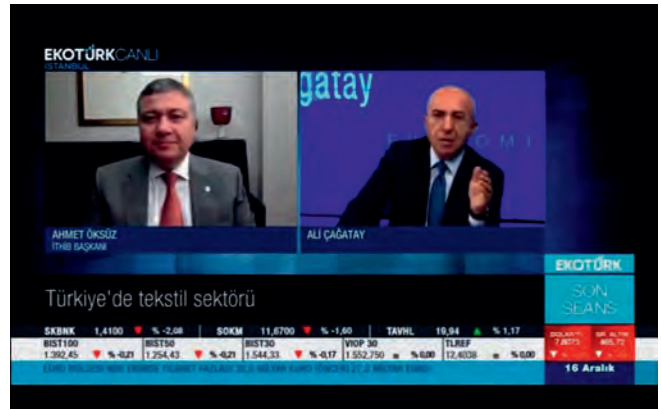 EKOTÜRK CANLI
İSTANBUL
gatay
E K O N O M İ
AHMET ÖKSÜZ
İTHİB BAŞKANI
ALİ ÇAĞATAY
EKOTÜRK
Türkiye'de tekstil sektörü
SON
SEANS
SKBNK 1,4100 % -2,08 SOKM 11,6700 % -1,60 TAVHL 19,94 % 1,17
BIST100 BIST50 BIST30 VIOP 30 TLREF
1.392,45 % -0,21 1.254,43 % -0,21 1.544,33 % -0,17 1.552,750 % 0,00 12,4038 % 0,00
DOLAR/TL GR. ALTIN
7,8073 465,72
16 Aralık